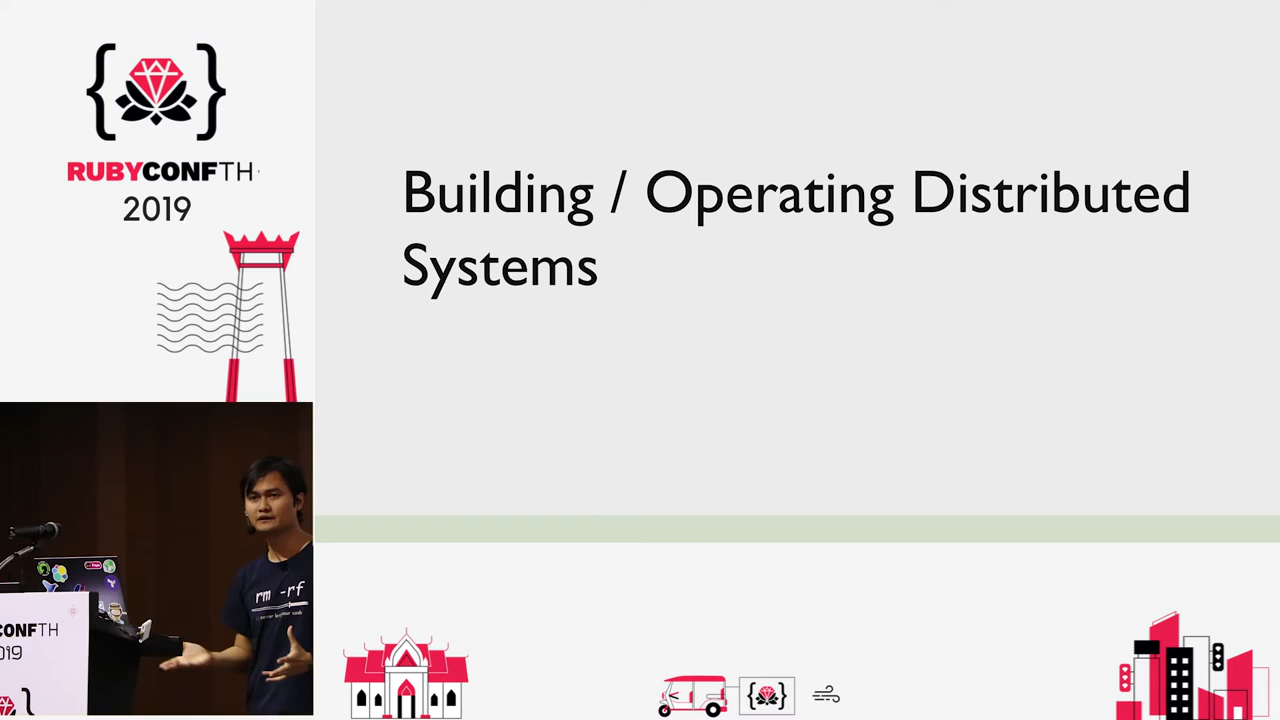 RUBYCONFTH
2019
Building / Operating Distributed
Systems
rm -rf
CONFTH
019